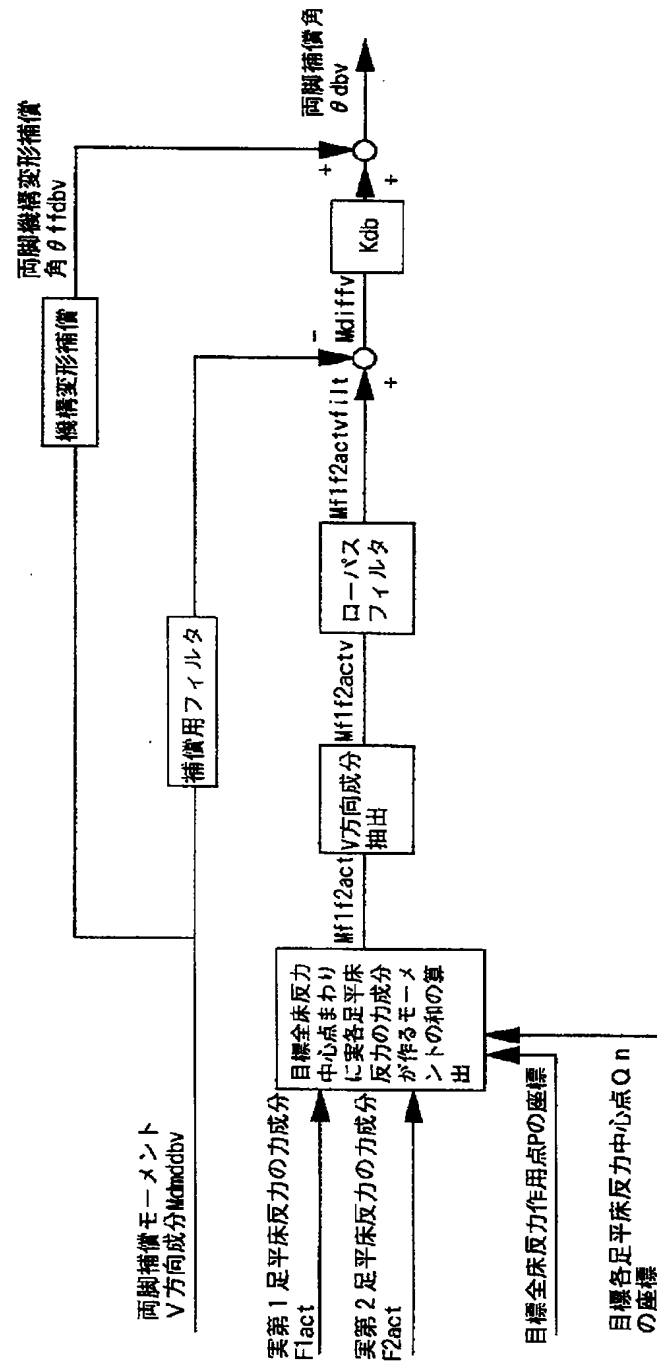 両脚補償モーメント
V方向成分Mdmddbv
機構変形補償
両脚機構変形補償
角θffdbv
補償用フィルタ
実第1足平床反力の力成分
F1act
実第2足平床反力の力成分
F2act
目標全床反力作用点Pの座標
目標各足平床反力中心点Qn
の座標
目標全床反力
中心点まわり
に実各足平床
反力の力成分
が作るモーメ
ントの和の算
出
Mf1f2act
V方向成分
抽出
Mf1f2actv
ローパス
フィルタ
Mf1f2actvfilt
+
-
Mdiffv
Kdb
+
+
両脚補償角
θdbv